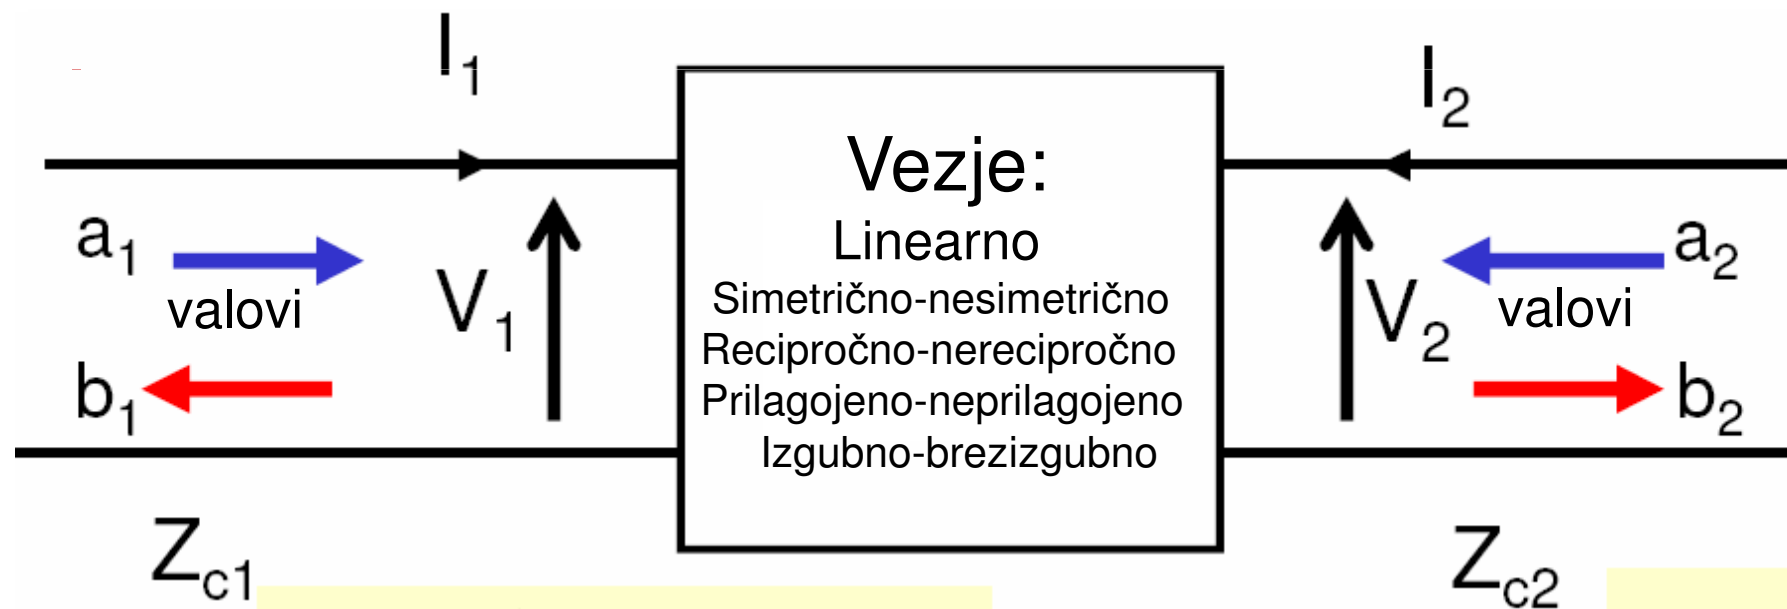 I1
I2
Vezje:
Linearno
Simetrično-nesimetrično
Recipročno-nerecipročno
Prilagojeno-neprilagojeno
Izgubno-brezizgubno
a1
valovi
V1
b1
V2
a2
valovi
b2
Zc1
Zc2